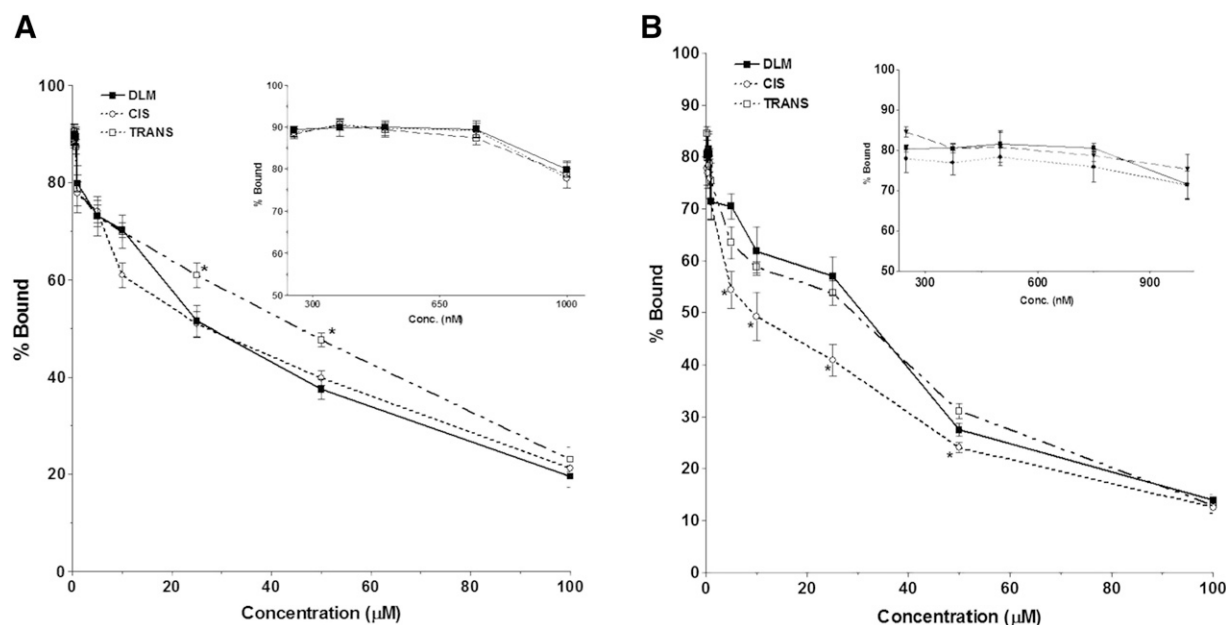 A
100
80
60
40
20
0
% Bound
0 20 40 60 80 100
Concentration (μM)
DLM
CIS
TRANS
*
*
100
90
80
70
60
50
% Bound
300 650 1000
Conc. (nM)
B
100
90
80
70
60
50
40
30
20
10
0
% Bound
0 20 40 60 80 100
Concentration (μM)
DLM
CIS
TRANS
*
*
*
*
100
90
80
70
60
50
% Bound
300 600 900
Conc. (nM)